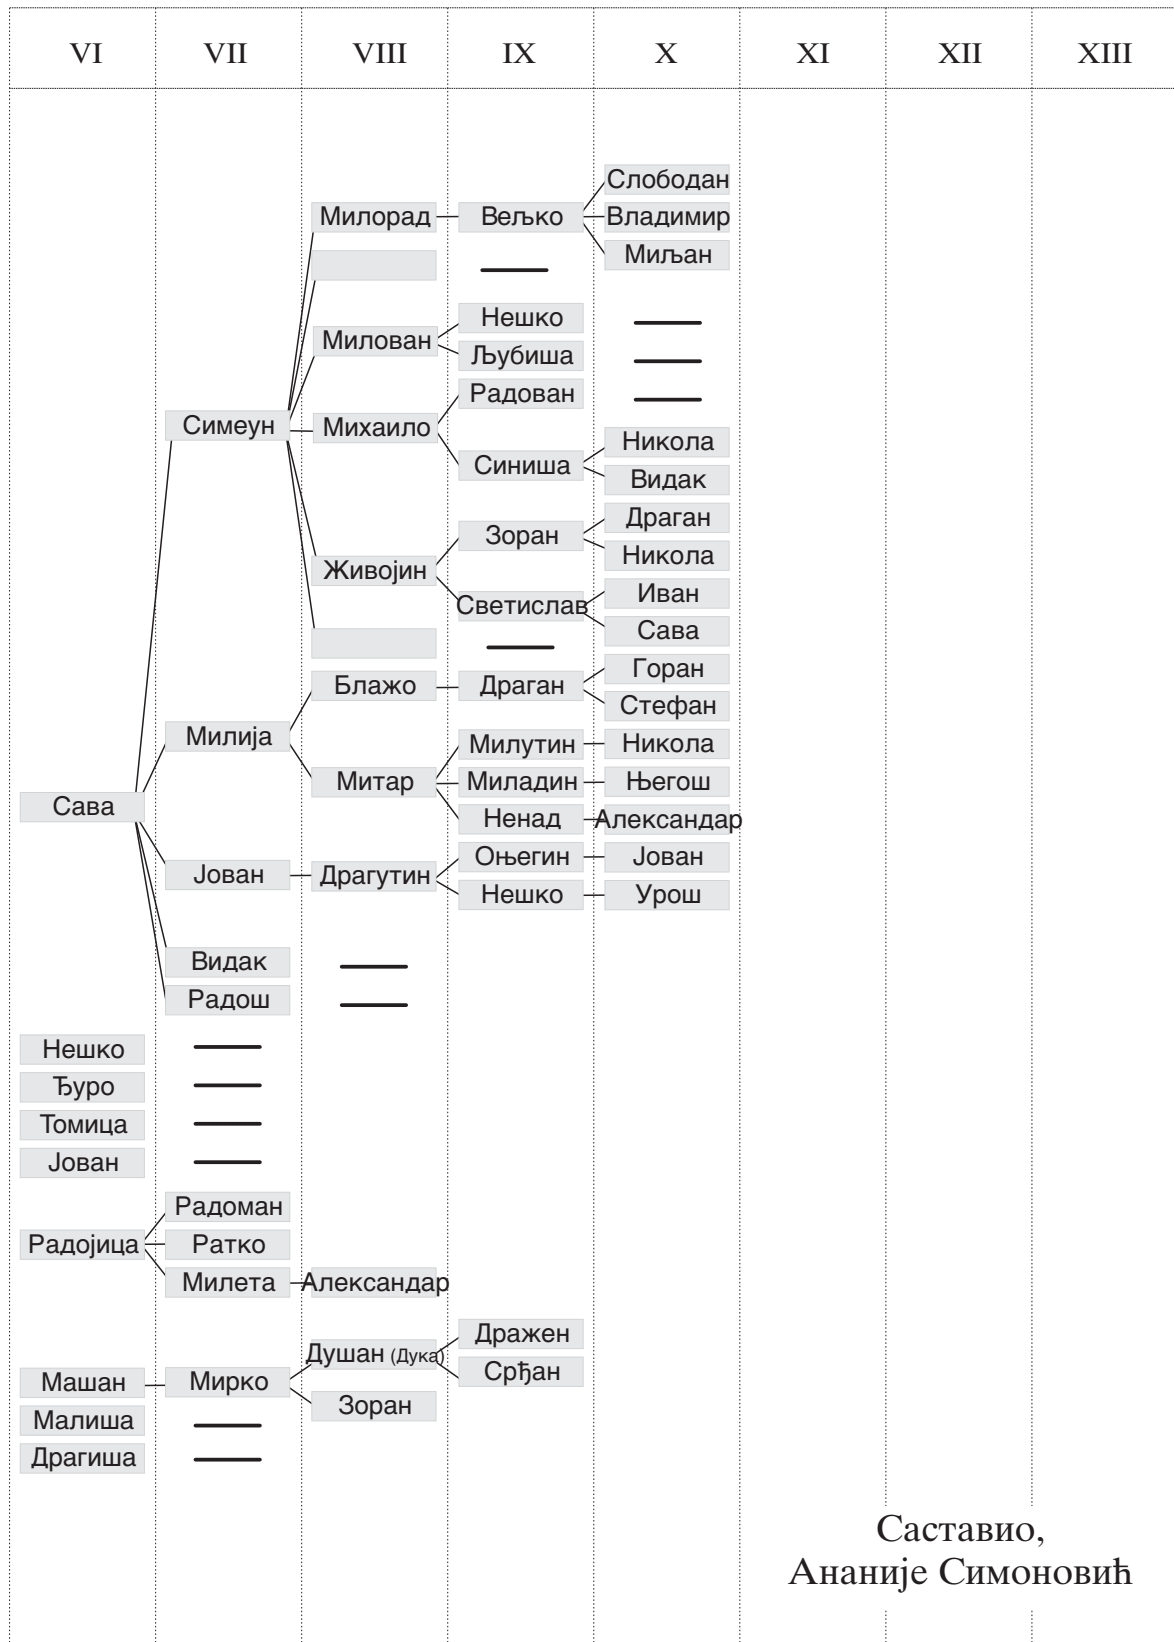 VI VII VIII IX X XI XII XIII
Слободан
Милорад Вељко Владимир
Миљан
Нешко
Милован
Љубиша
Радован
Симеун Михаило
Никола
Синиша
Видак
Драган
Зоран
Никола
Живојин
Иван
Светислав
Сава
Горан
Блажо Драган
Стефан
Милија Милутин Никола
Митар Миладин Његош
Сава
Ненад Александар
Оњегин Јован
Јован Драгутин
Нешко Урош
Видак
Радош
Нешко
Ђуро
Томица
Јован
Радоман
Радојица Ратко
Милета Александар
Дражен
Душан (Дука)
Срђан
Машан Мирко
Зоран
Малиша
Драгиша
Саставио,
Ананије Симоновић